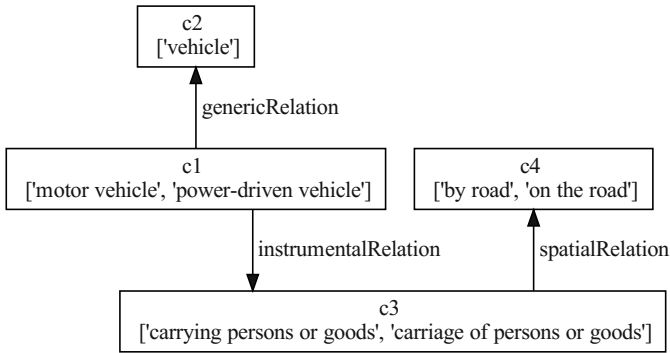 c2
['vehicle']
genericRelation
c1
['motor vehicle', 'power-driven vehicle']
c4
['by road', 'on the road']
instrumentalRelation
spatialRelation
c3
['carrying persons or goods', 'carriage of persons or goods']